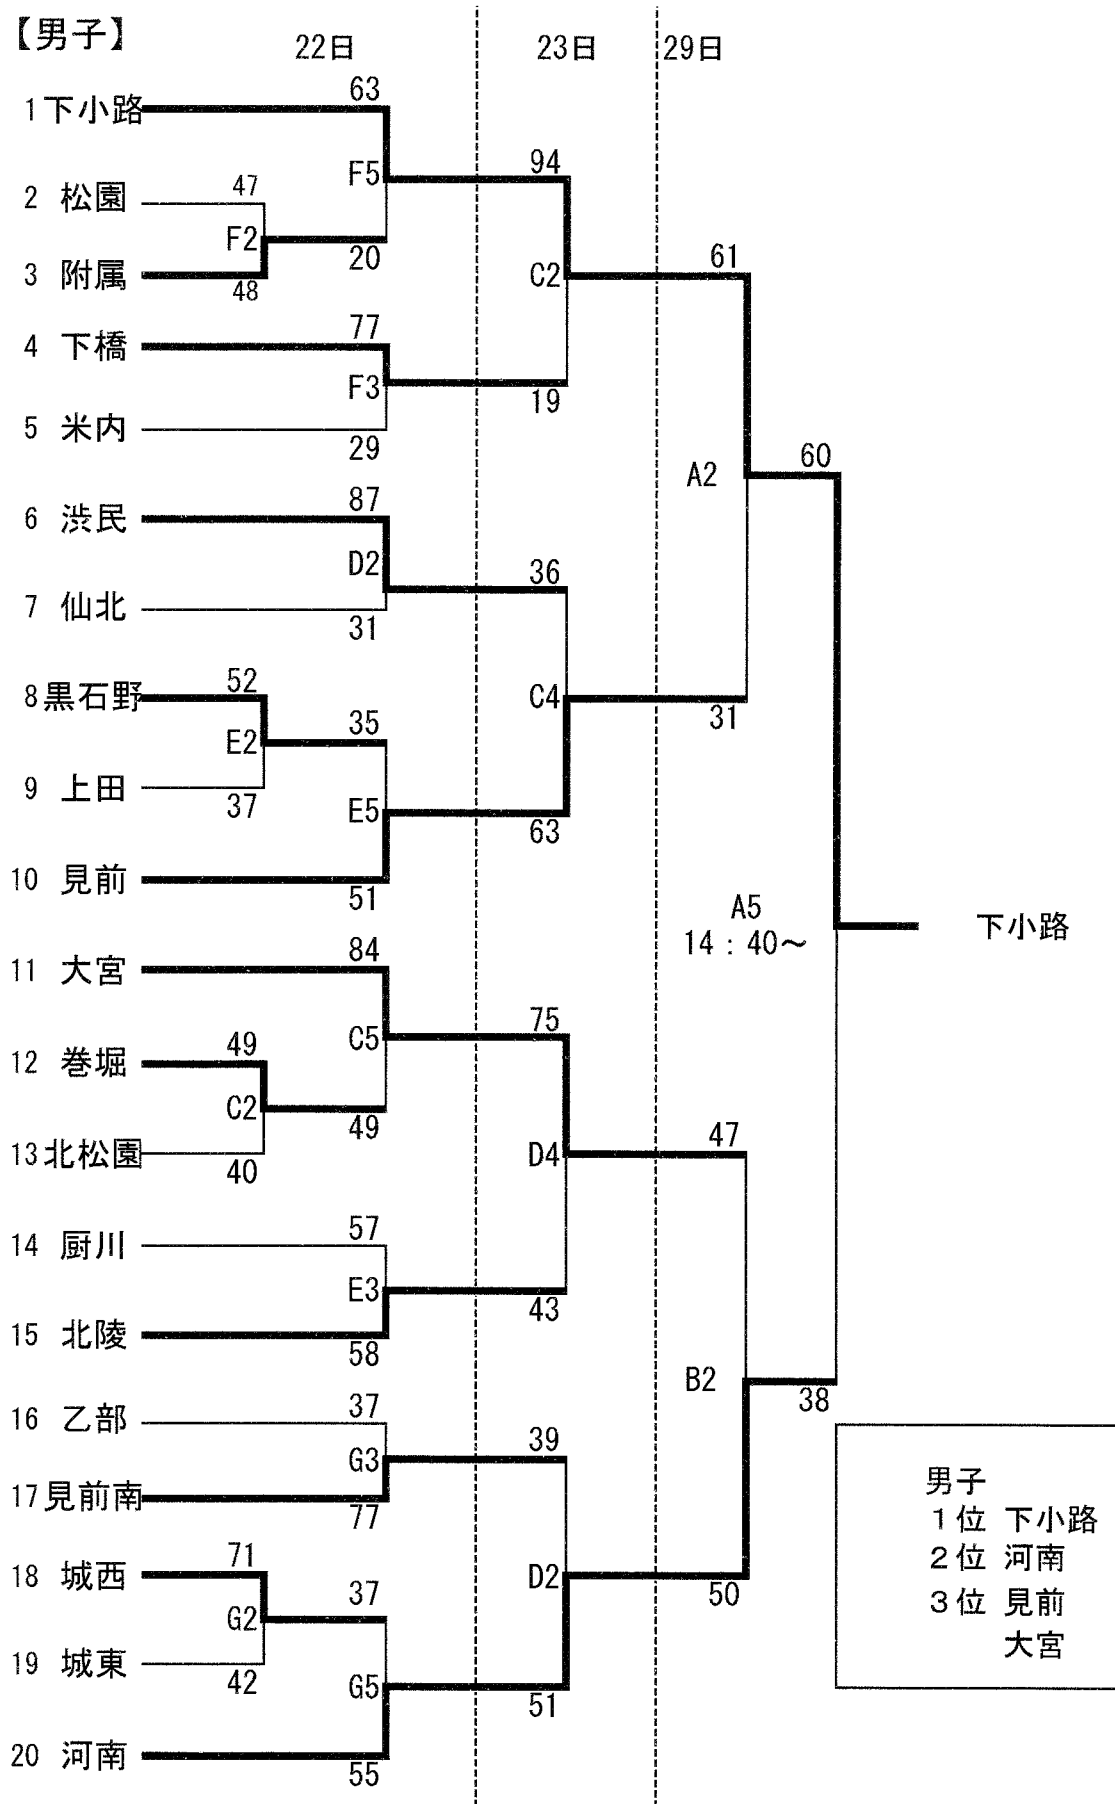 【男子】
22日 23日 29日
63
1 下小路
94
F5
2 松園 47
F2
20
3 附属 48
61
C2
77
4 下橋
F3
19
5 米内
29
60
A2
87
6 渋民
D2
36
7 仙北
31
52
8 黒石野
C4
31
35
E2
9 上田
37
E5
63
10 見前
51
A5
14：40～
下小路
84
11 大宮
75
C5
49
12 巻堀
C2
49
47
13 北松園
40
D4
57
14 厨川
E3
43
15 北陵
58
B2
38
37
16 乙部
39
G3
17 見前南
77
男子
1位 下小路
2位 河南
3位 見前
大宮
71
18 城西
D2
50
37
G2
19 城東
42
G5
51
20 河南
55